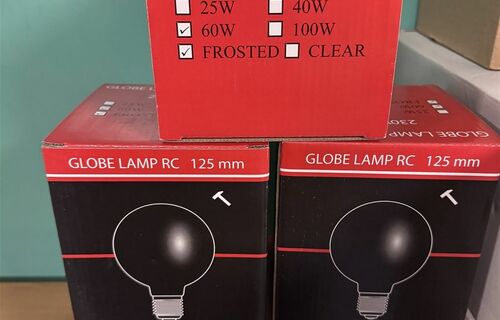 25W 40W
60W 100W
FROSTED CLEAR
GLOBE LAMP RC 125 mm
GLOBE LAMP RC 125 mm